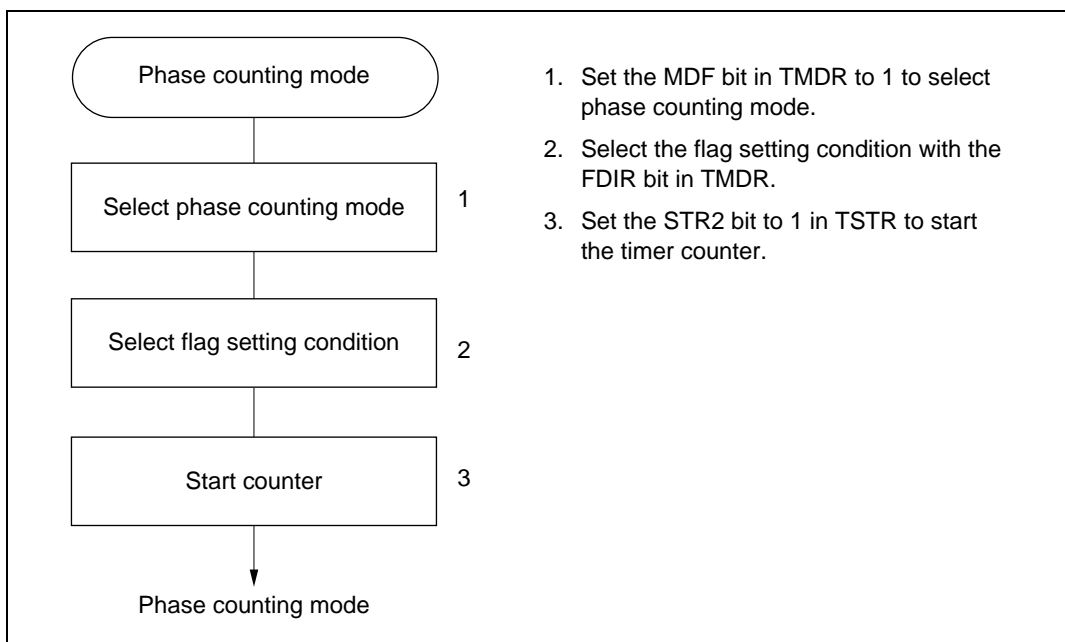 Phase counting mode
Select phase counting mode
1
Select flag setting condition
2
Start counter
3
Phase counting mode
1. Set the MDF bit in TMDR to 1 to select
phase counting mode.
2. Select the flag setting condition with the
FDIR bit in TMDR.
3. Set the STR2 bit to 1 in TSTR to start
the timer counter.